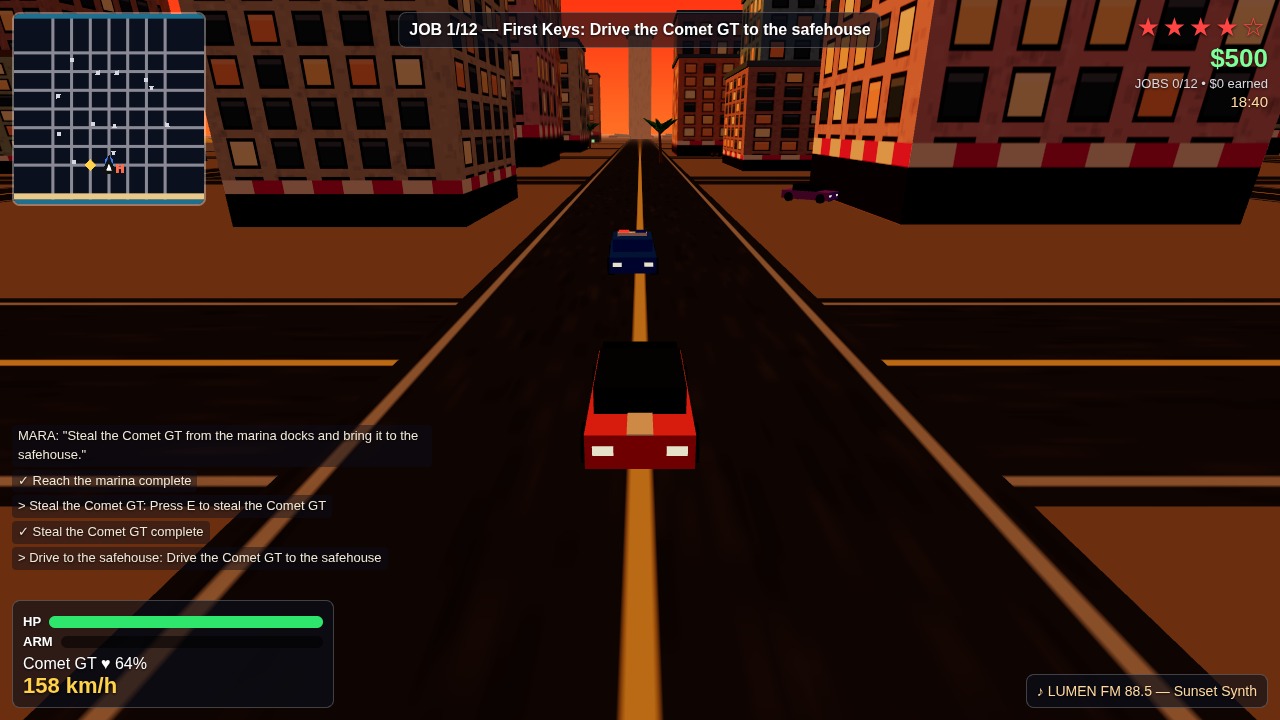 JOB 1/12 — First Keys: Drive the Comet GT to the safehouse
★★★★☆
$500
JOBS 0/12 • $0 earned
18:40
MARA: "Steal the Comet GT from the marina docks and bring it to the
safehouse."
✓ Reach the marina complete
> Steal the Comet GT: Press E to steal the Comet GT
✓ Steal the Comet GT complete
> Drive to the safehouse: Drive the Comet GT to the safehouse
HP
ARM
Comet GT ♥ 64%
158 km/h
♪ LUMEN FM 88.5 — Sunset Synth